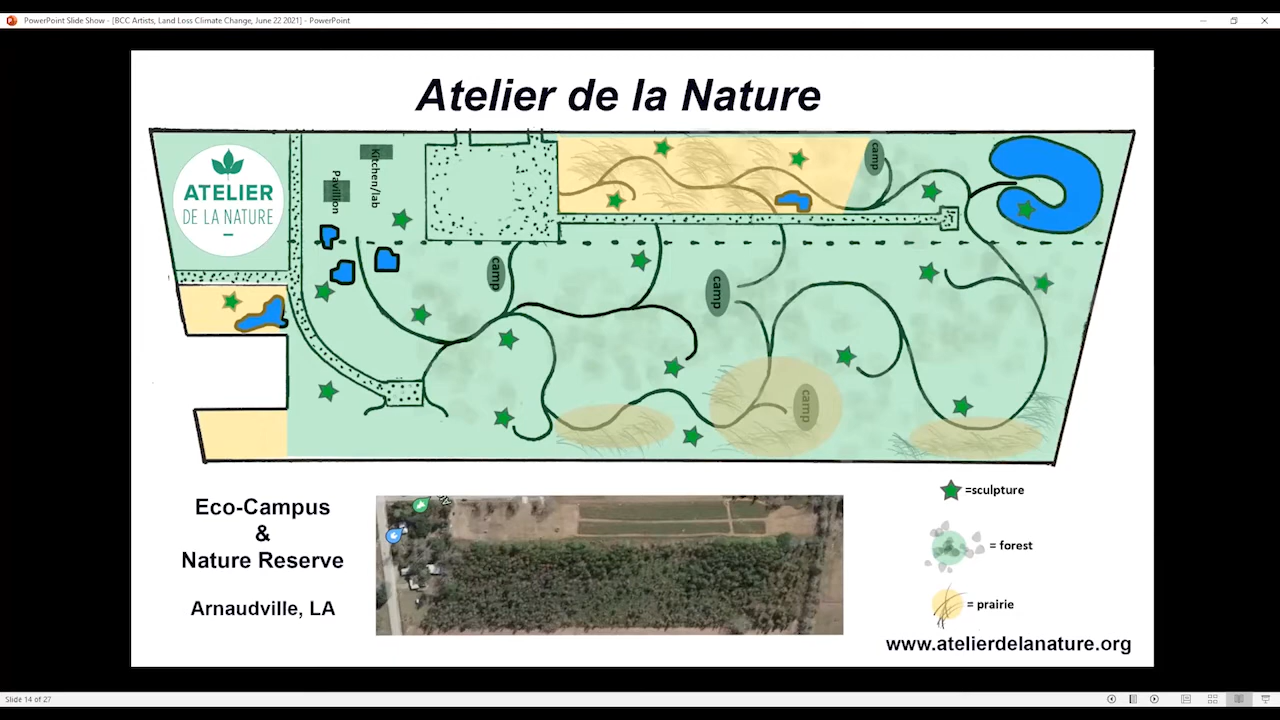 PowerPoint Slide Show - [BCC Artists, Land Loss Climate Change, June 22 2021] - PowerPoint
Atelier de la Nature
ATELIER
DE LA NATURE
Pavillion
Kitchen/lab
camp
camp
camp
camp
Eco-Campus
&
Nature Reserve
Arnaudville, LA
=sculpture
= forest
= prairie
www.atelierdelanature.org
Slide 14 of 27